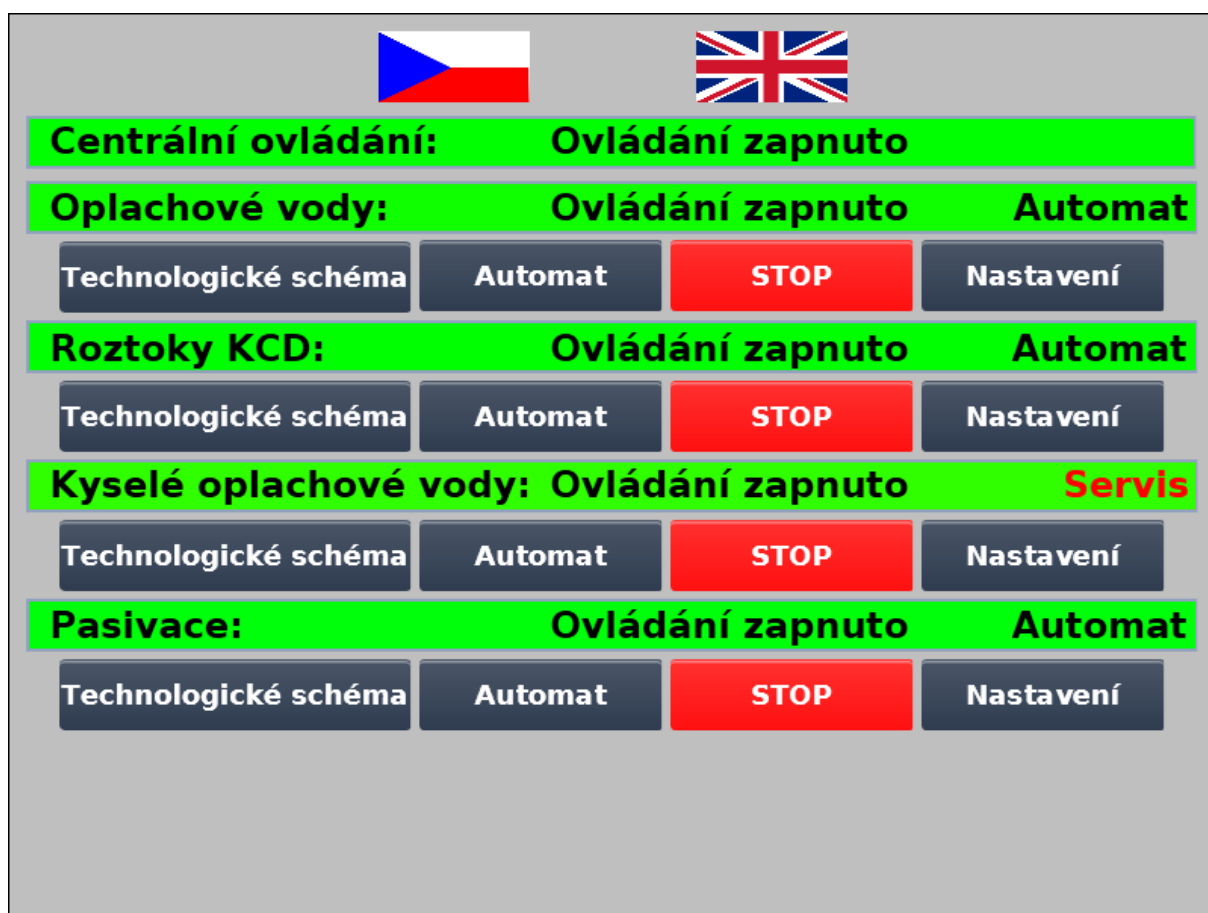 Centrální ovládání: Ovládání zapnuto
Oplachové vody: Ovládání zapnuto Automat
Technologické schéma Automat STOP Nastavení
Roztoky KCD: Ovládání zapnuto Automat
Technologické schéma Automat STOP Nastavení
Kyselé oplachové vody: Ovládání zapnuto Servis
Technologické schéma Automat STOP Nastavení
Pasivace: Ovládání zapnuto Automat
Technologické schéma Automat STOP Nastavení